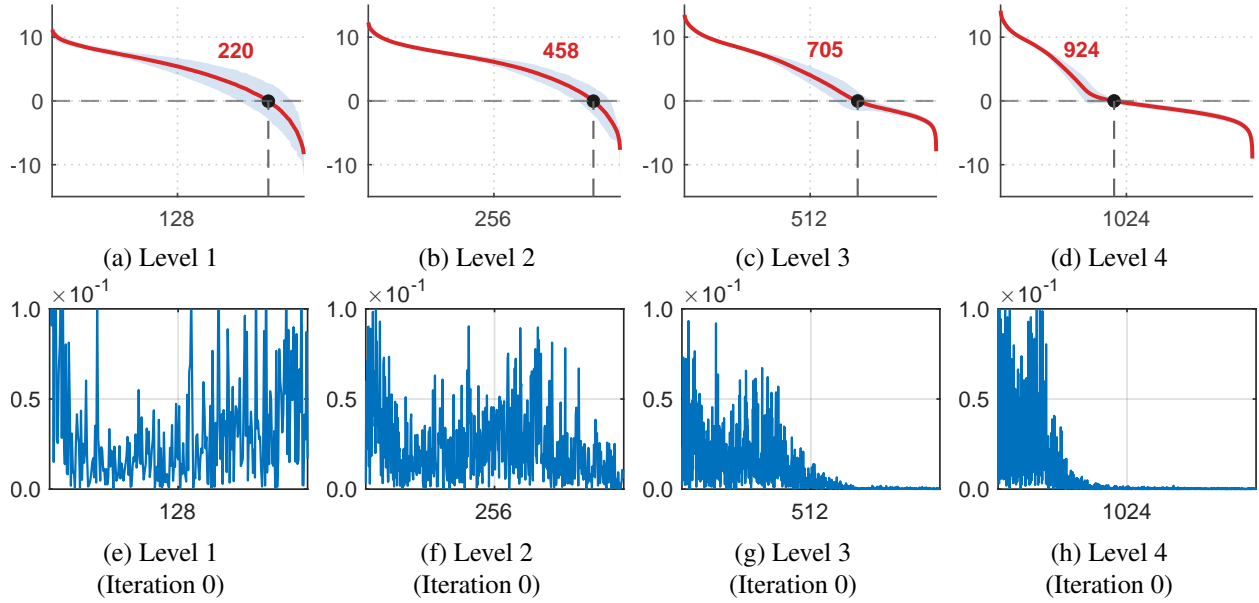 10 0 -10 220 128
10 0 -10 458 256
10 0 -10 705 512
10 0 -10 924 1024
(a) Level 1
(b) Level 2
(c) Level 3
(d) Level 4
×10⁻¹ 1.0 0.5 0.0 128
×10⁻¹ 1.0 0.5 0.0 256
×10⁻¹ 1.0 0.5 0.0 512
×10⁻¹ 1.0 0.5 0.0 1024
(e) Level 1
(Iteration 0)
(f) Level 2
(Iteration 0)
(g) Level 3
(Iteration 0)
(h) Level 4
(Iteration 0)